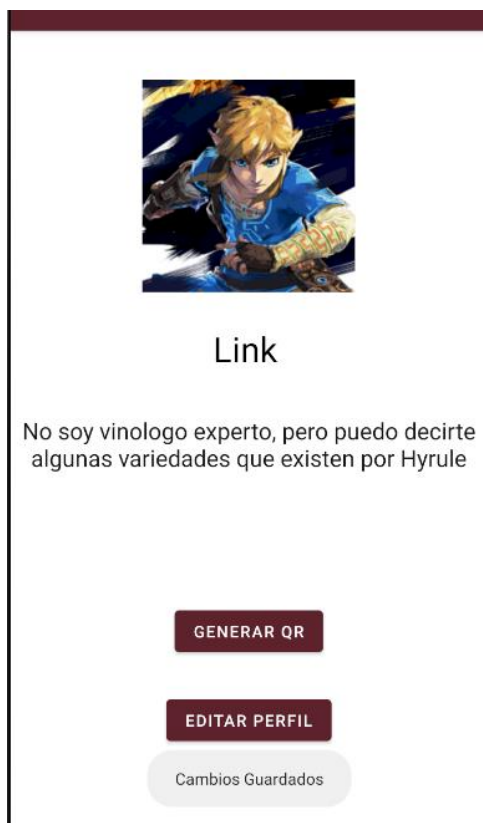 Link
No soy vinologo experto, pero puedo decirte
algunas variedades que existen por Hyrule
GENERAR QR
EDITAR PERFIL
Cambios Guardados